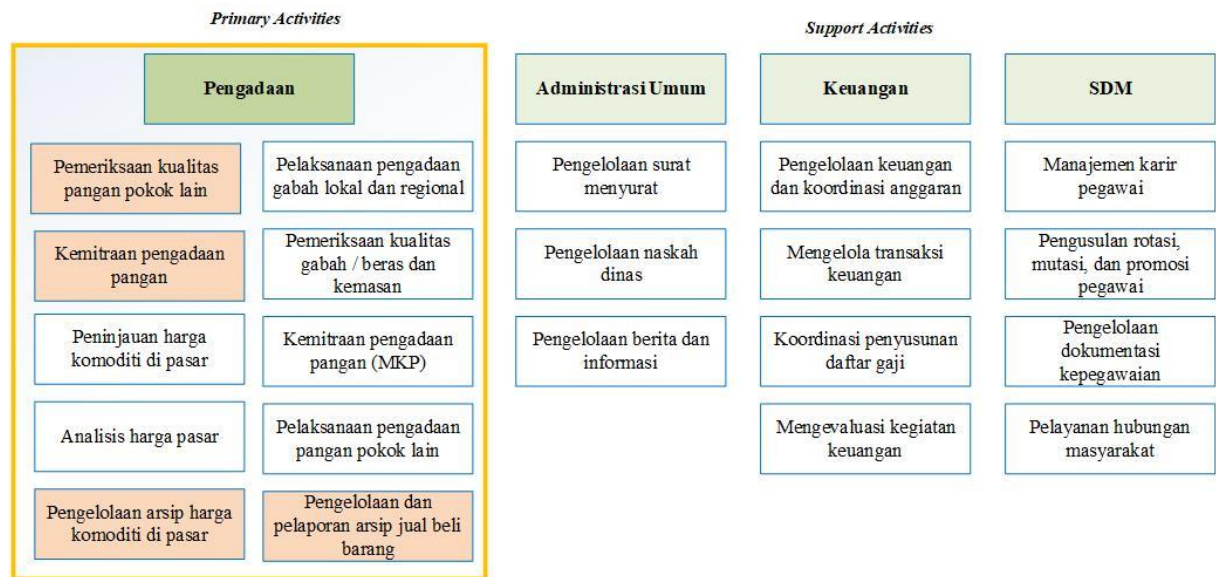 Primary Activities
Support Activities
Pengadaan
Administrasi Umum
Keuangan
SDM
Pemeriksaan kualitas
pangan pokok lain
Pelaksanaan pengadaan
gabah lokal dan regional
Pengelolaan surat
menyurat
Pengelolaan keuangan
dan koordinasi anggaran
Manajemen karir
pegawai
Kemitraan pengadaan
pangan
Pemeriksaan kualitas
gabah / beras dan
kemasan
Pengelolaan naskah
dinas
Mengelola transaksi
keuangan
Pengusulan rotasi,
mutasi, dan promosi
pegawai
Peninjauan harga
komoditi di pasar
Kemitraan pengadaan
pangan (MKP)
Pengelolaan berita dan
informasi
Koordinasi penyusunan
daftar gaji
Pengelolaan
dokumentasi
kepegawaian
Analisis harga pasar
Pelaksanaan pengadaan
pangan pokok lain
Mengevaluasi kegiatan
keuangan
Pelayanan hubungan
masyarakat
Pengelolaan arsip harga
komoditi di pasar
Pengelolaan dan
pelaporan arsip jual beli
barang